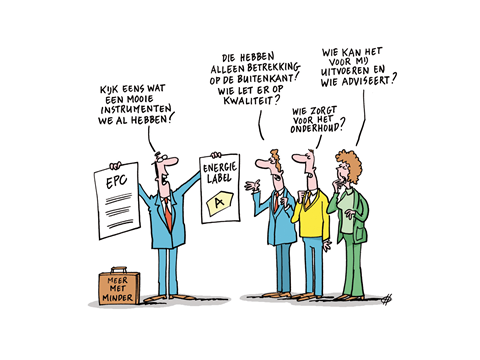 KIJK EENS WAT
EEN MOOIE
INSTRUMENTEN
WE AL HEBBEN!
DIE HEBBEN
ALLEEN BETREKKING
OP DE BUITENKANT!
WIE LET ER OP
KWALITEIT?
WIE ZORGT
VOOR HET
ONDERHOUD?
WIE KAN HET
VOOR MIJ
UITVOEREN EN
WIE ADVISEERT?
EPC
ENERGIE
LABEL
A
MEER
MET
MINDER